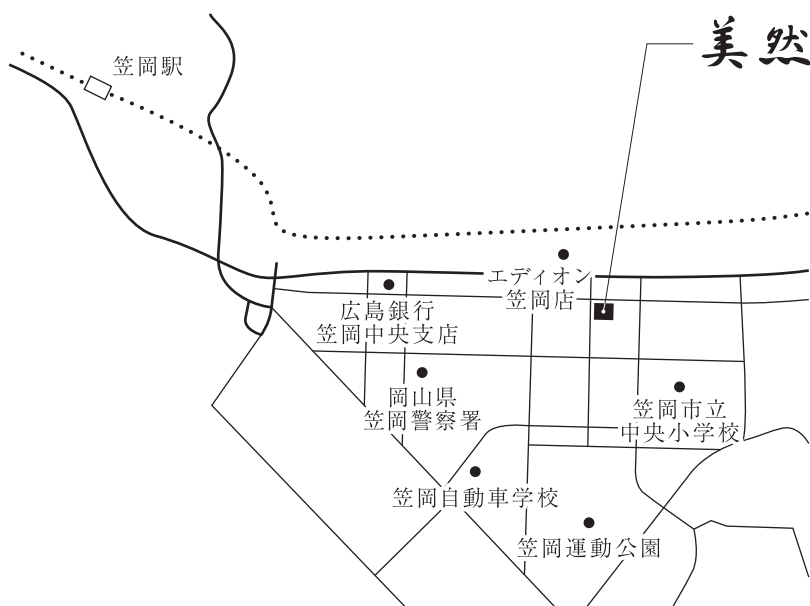 笠岡駅
美然
エディオン
笠岡店
広島銀行
笠岡中央支店
岡山県
笠岡警察署
笠岡市立
中央小学校
笠岡自動車学校
笠岡運動公園